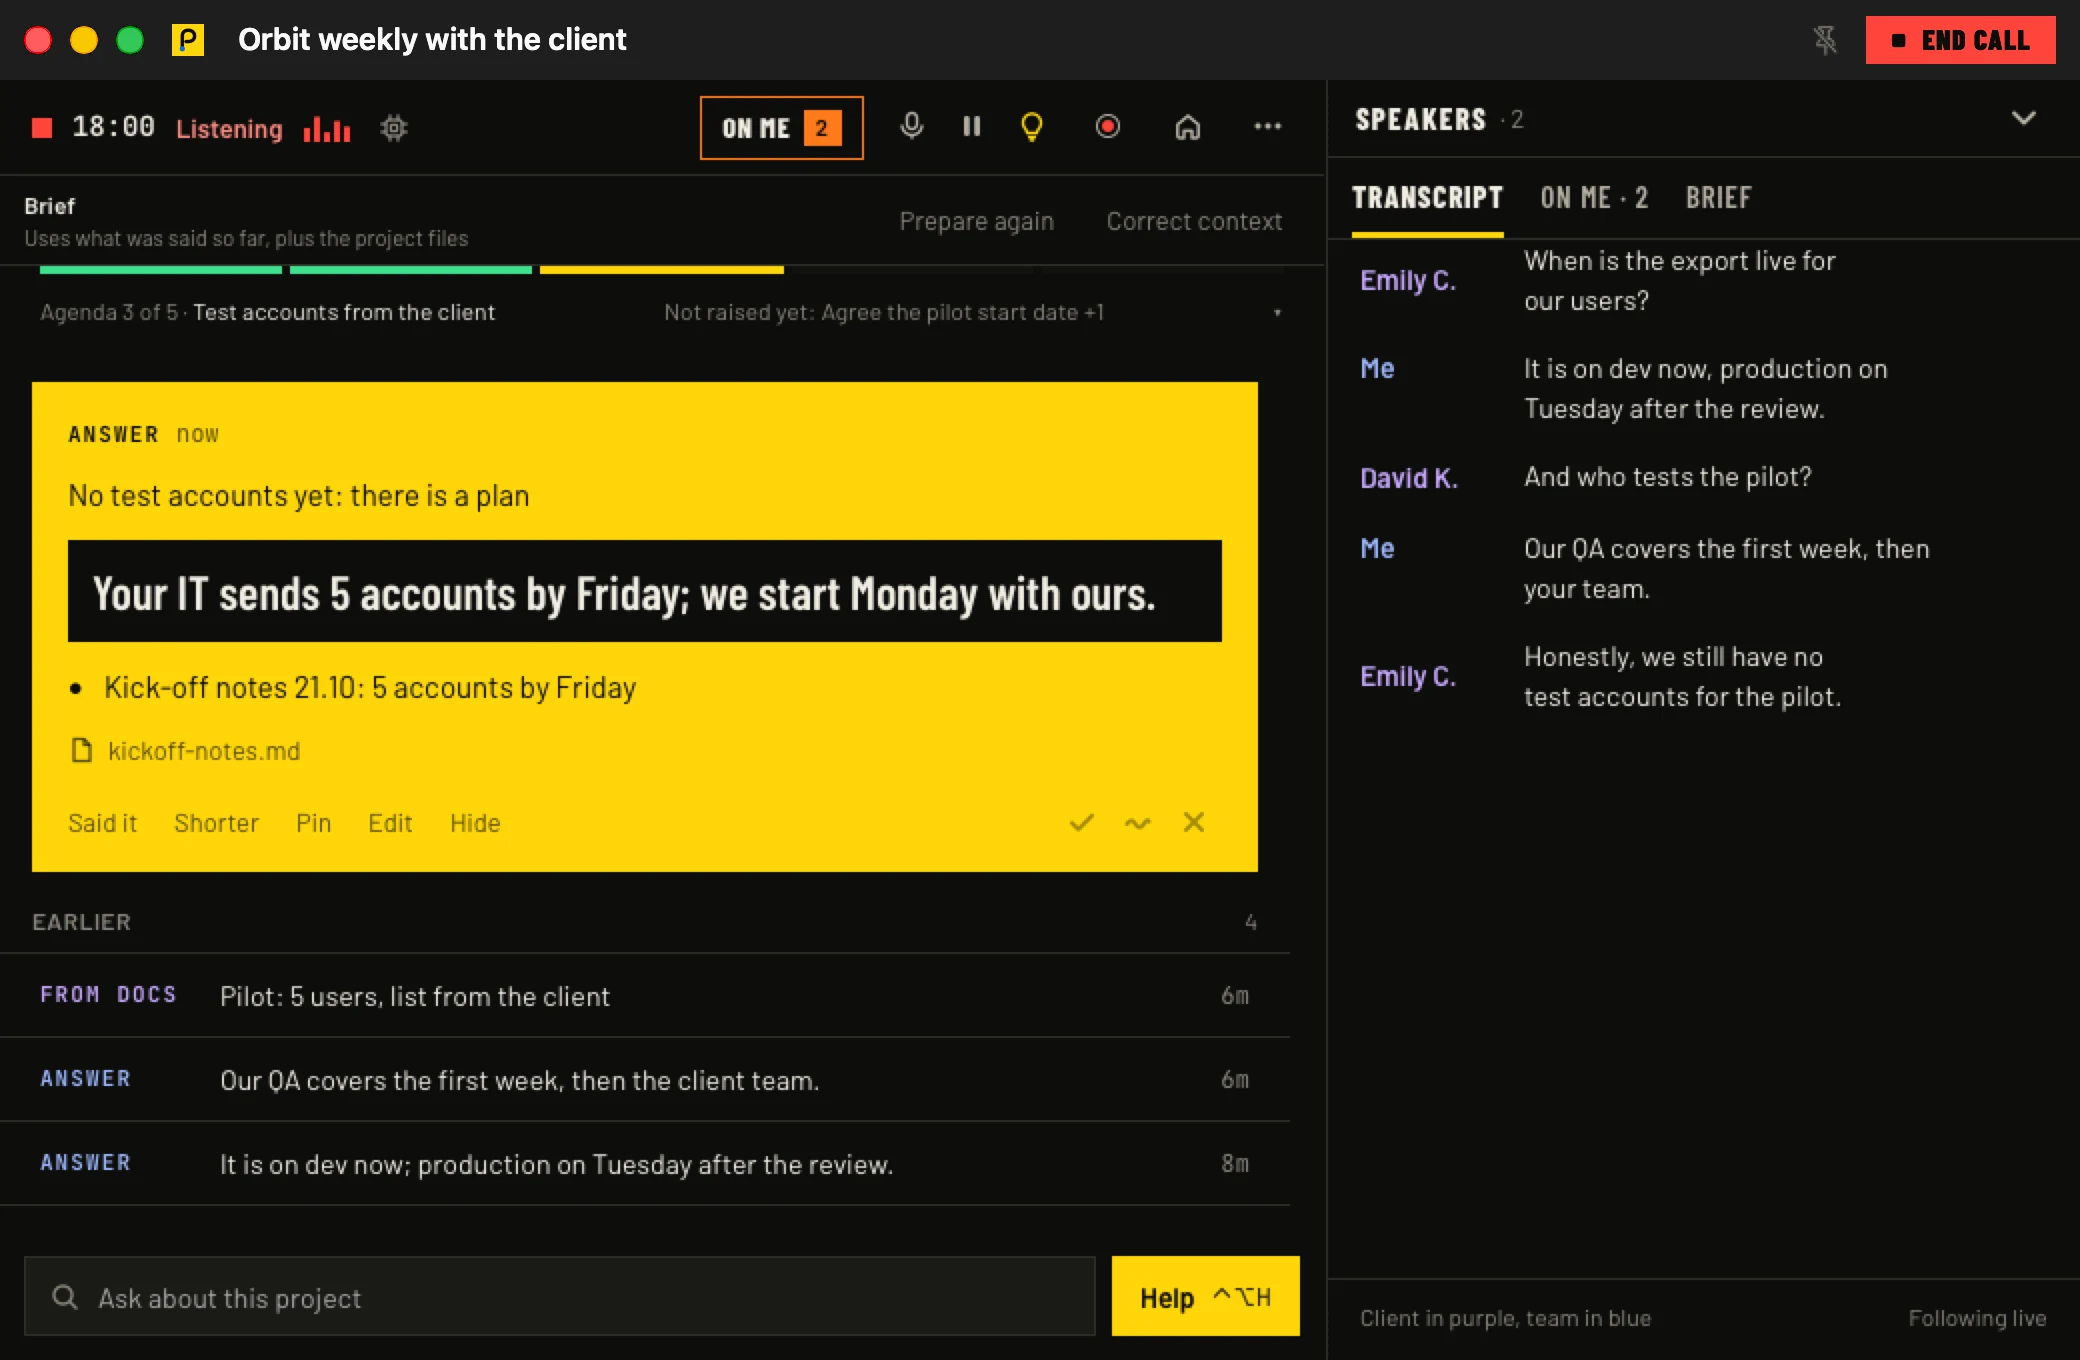 Orbit weekly with the client
END CALL
18:00 Listening
ON ME 2
Brief
Uses what was said so far, plus the project files
Prepare again
Correct context
Agenda 3 of 5 · Test accounts from the client
Not raised yet: Agree the pilot start date +1
ANSWER now
No test accounts yet: there is a plan
Your IT sends 5 accounts by Friday; we start Monday with ours.
• Kick-off notes 21.10: 5 accounts by Friday
kickoff-notes.md
Said it Shorter Pin Edit Hide
EARLIER 4
FROM DOCS Pilot: 5 users, list from the client 6m
ANSWER Our QA covers the first week, then the client team. 6m
ANSWER It is on dev now; production on Tuesday after the review. 8m
Ask about this project
Help ^⌥H
SPEAKERS · 2
TRANSCRIPT ON ME · 2 BRIEF
Emily C. When is the export live for
our users?
Me It is on dev now, production on
Tuesday after the review.
David K. And who tests the pilot?
Me Our QA covers the first week, then
your team.
Emily C. Honestly, we still have no
test accounts for the pilot.
Client in purple, team in blue
Following live